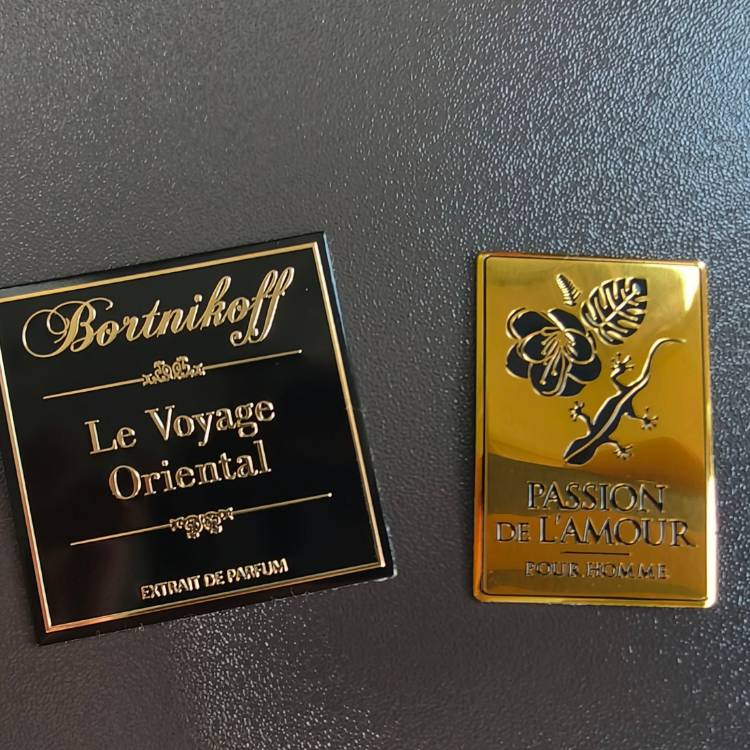 Bortnikoff
Le Voyage
Oriental
EXTRAIT DE PARFUM
PASSION
DE L'AMOUR
POUR HOMME